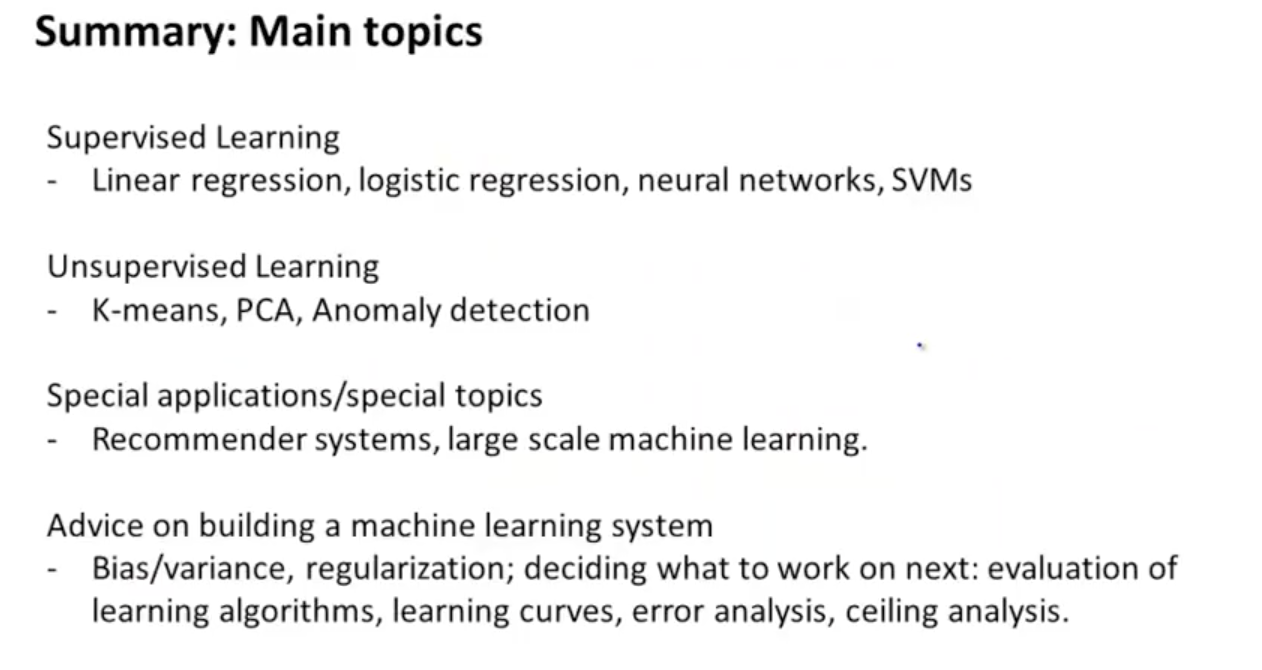 Summary: Main topics
Supervised Learning
- Linear regression, logistic regression, neural networks, SVMs
Unsupervised Learning
- K-means, PCA, Anomaly detection
Special applications/special topics
- Recommender systems, large scale machine learning.
Advice on building a machine learning system
- Bias/variance, regularization; deciding what to work on next: evaluation of
learning algorithms, learning curves, error analysis, ceiling analysis.